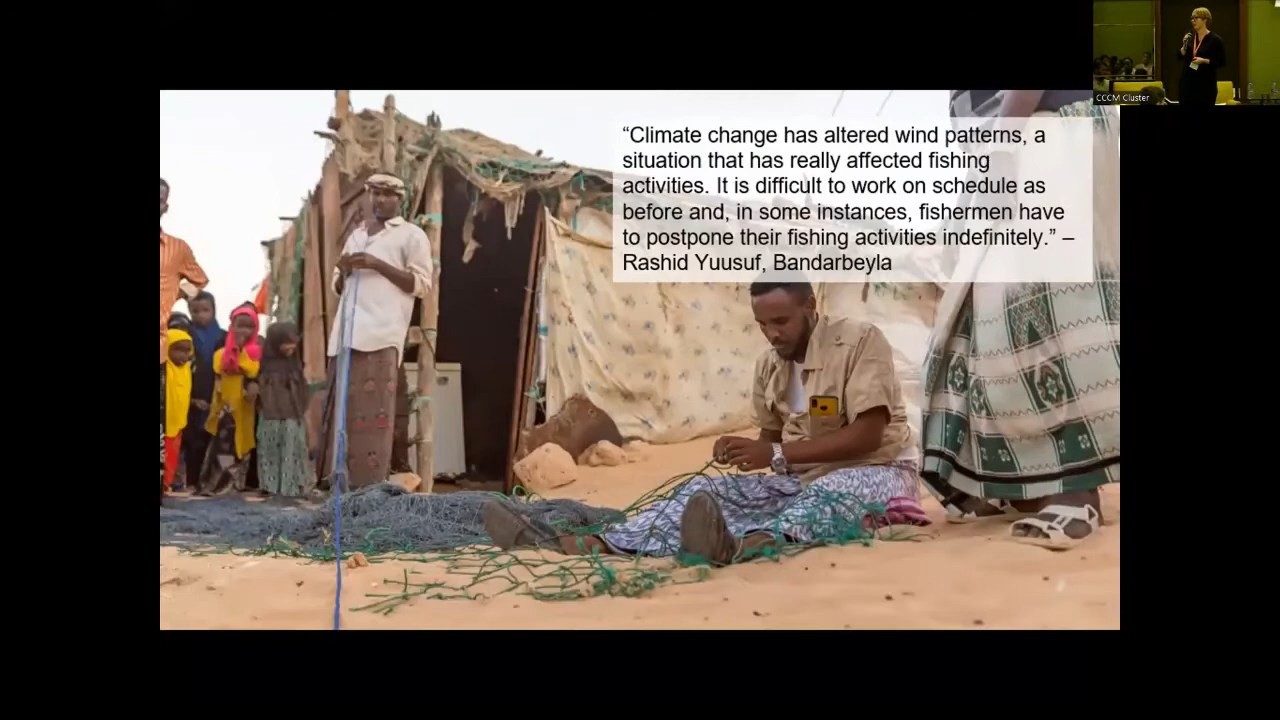 “Climate change has altered wind patterns, a
situation that has really affected fishing
activities. It is difficult to work on schedule as
before and, in some instances, fishermen have
to postpone their fishing activities indefinitely.” –
Rashid Yuusuf, Bandarbeyla
CCCM Cluster